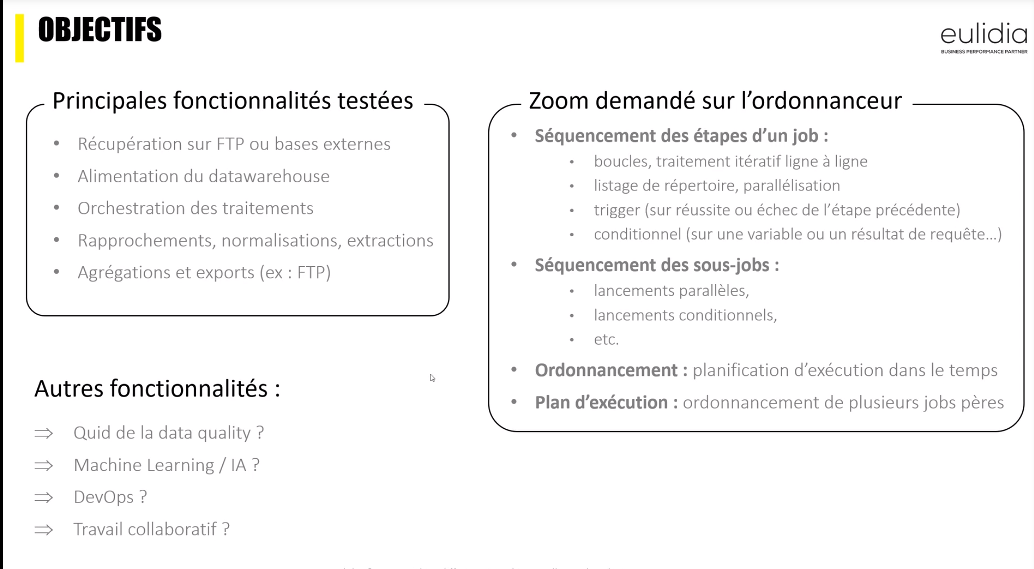 OBJECTIFS
eulidia
BUSINESS PERFORMANCE PARTNER
Principales fonctionnalités testées
• Récupération sur FTP ou bases externes
• Alimentation du datawarehouse
• Orchestration des traitements
• Rapprochements, normalisations, extractions
• Agrégations et exports (ex : FTP)
Autres fonctionnalités :
⇒ Quid de la data quality ?
⇒ Machine Learning / IA ?
⇒ DevOps ?
⇒ Travail collaboratif ?
Zoom demandé sur l’ordonnanceur
• Séquencement des étapes d’un job :
• boucles, traitement itératif ligne à ligne
• listage de répertoire, parallélisation
• trigger (sur réussite ou échec de l’étape précédente)
• conditionnel (sur une variable ou un résultat de requête…)
• Séquencement des sous-jobs :
• lancements parallèles,
• lancements conditionnels,
• etc.
• Ordonnancement : planification d’exécution dans le temps
• Plan d’exécution : ordonnancement de plusieurs jobs pères